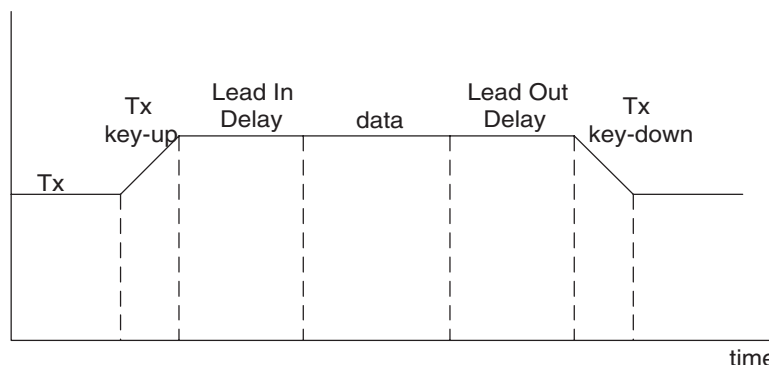 Tx
key-up
Lead In
Delay
data
Lead Out
Delay
Tx
key-down
Tx
time